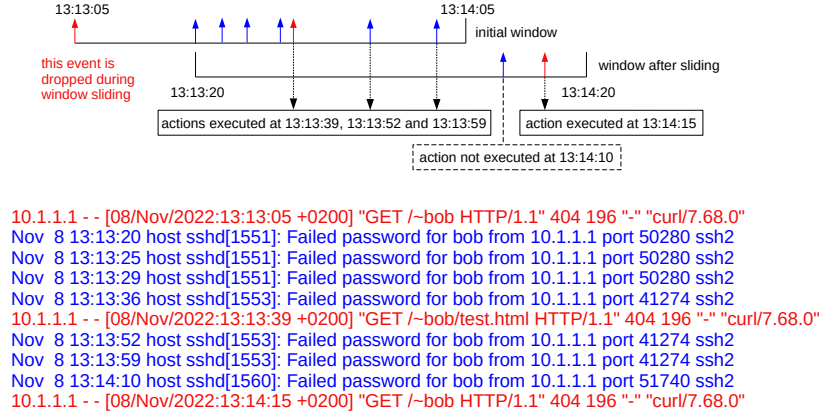 13:13:05
13:14:05
initial window
this event is
dropped during
window sliding
window after sliding
13:13:20
13:14:20
actions executed at 13:13:39, 13:13:52 and 13:13:59
action executed at 13:14:15
action not executed at 13:14:10
10.1.1.1 - - [08/Nov/2022:13:13:05 +0200] "GET /~bob HTTP/1.1" 404 196 "-" "curl/7.68.0"
Nov  8 13:13:20 host sshd[1551]: Failed password for bob from 10.1.1.1 port 50280 ssh2
Nov  8 13:13:25 host sshd[1551]: Failed password for bob from 10.1.1.1 port 50280 ssh2
Nov  8 13:13:29 host sshd[1551]: Failed password for bob from 10.1.1.1 port 50280 ssh2
Nov  8 13:13:36 host sshd[1553]: Failed password for bob from 10.1.1.1 port 41274 ssh2
10.1.1.1 - - [08/Nov/2022:13:13:39 +0200] "GET /~bob/test.html HTTP/1.1" 404 196 "-" "curl/7.68.0"
Nov  8 13:13:52 host sshd[1553]: Failed password for bob from 10.1.1.1 port 41274 ssh2
Nov  8 13:13:59 host sshd[1553]: Failed password for bob from 10.1.1.1 port 41274 ssh2
Nov  8 13:14:10 host sshd[1560]: Failed password for bob from 10.1.1.1 port 51740 ssh2
10.1.1.1 - - [08/Nov/2022:13:14:15 +0200] "GET /~bob HTTP/1.1" 404 196 "-" "curl/7.68.0"